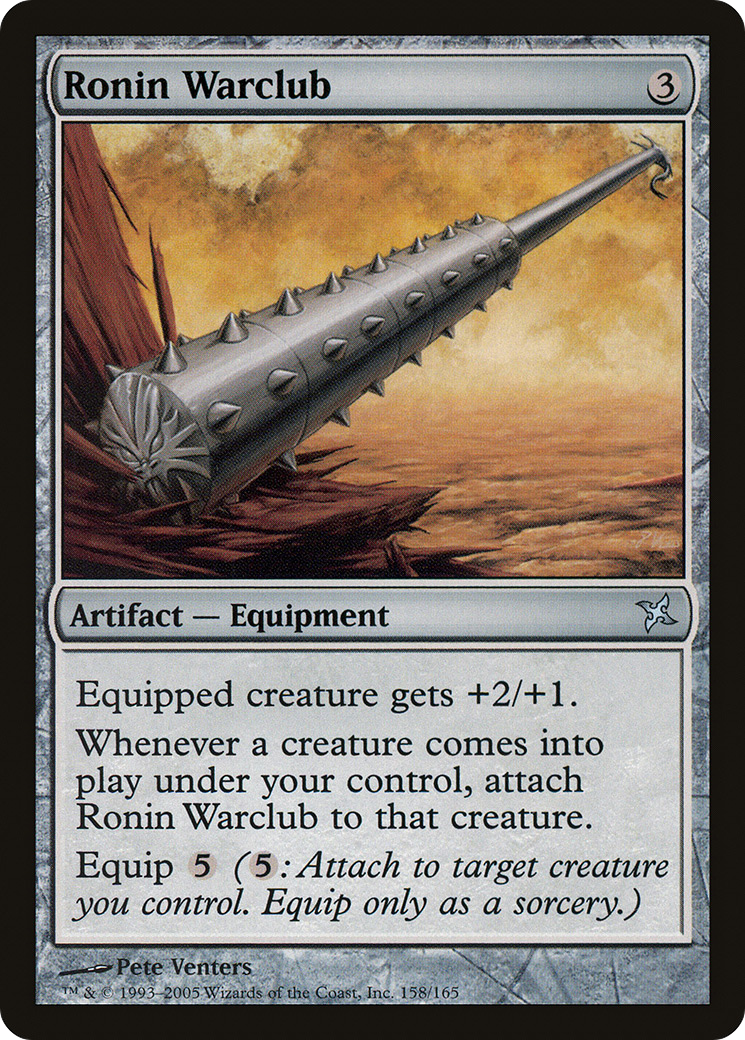 Ronin Warclub 3
Artifact — Equipment
Equipped creature gets +2/+1.
Whenever a creature comes into
play under your control, attach
Ronin Warclub to that creature.
Equip 5 (5: Attach to target creature
you control. Equip only as a sorcery.)
Pete Venters
™ & © 1993–2005 Wizards of the Coast, Inc. 158/165